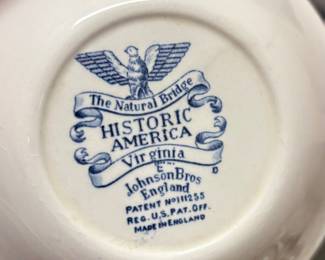 The Natural Bridge
HISTORIC
AMERICA
Virginia
E
Johnson Bros
England
PATENT No 111255
REG. U.S. PAT. OFF.
MADE IN ENGLAND